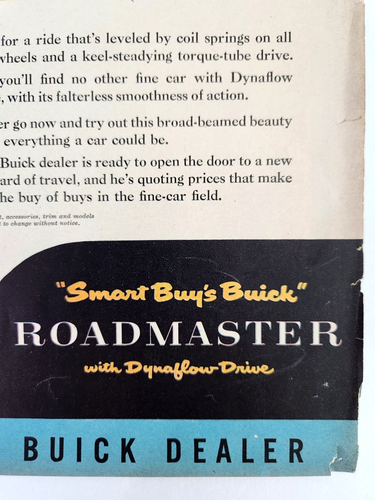 for a ride that's leveled by coil springs on all
wheels and a keel-steadying torque-tube drive.
you'll find no other fine car with Dynaflow
, with its falterless smoothness of action.
er go now and try out this broad-beamed beauty
everything a car could be.
Buick dealer is ready to open the door to a new
ard of travel, and he's quoting prices that make
he buy of buys in the fine-car field.
t, accessories, trim and models
t to change without notice.
"Smart Buy's Buick"
ROADMASTER
with Dynaflow Drive
BUICK DEALER